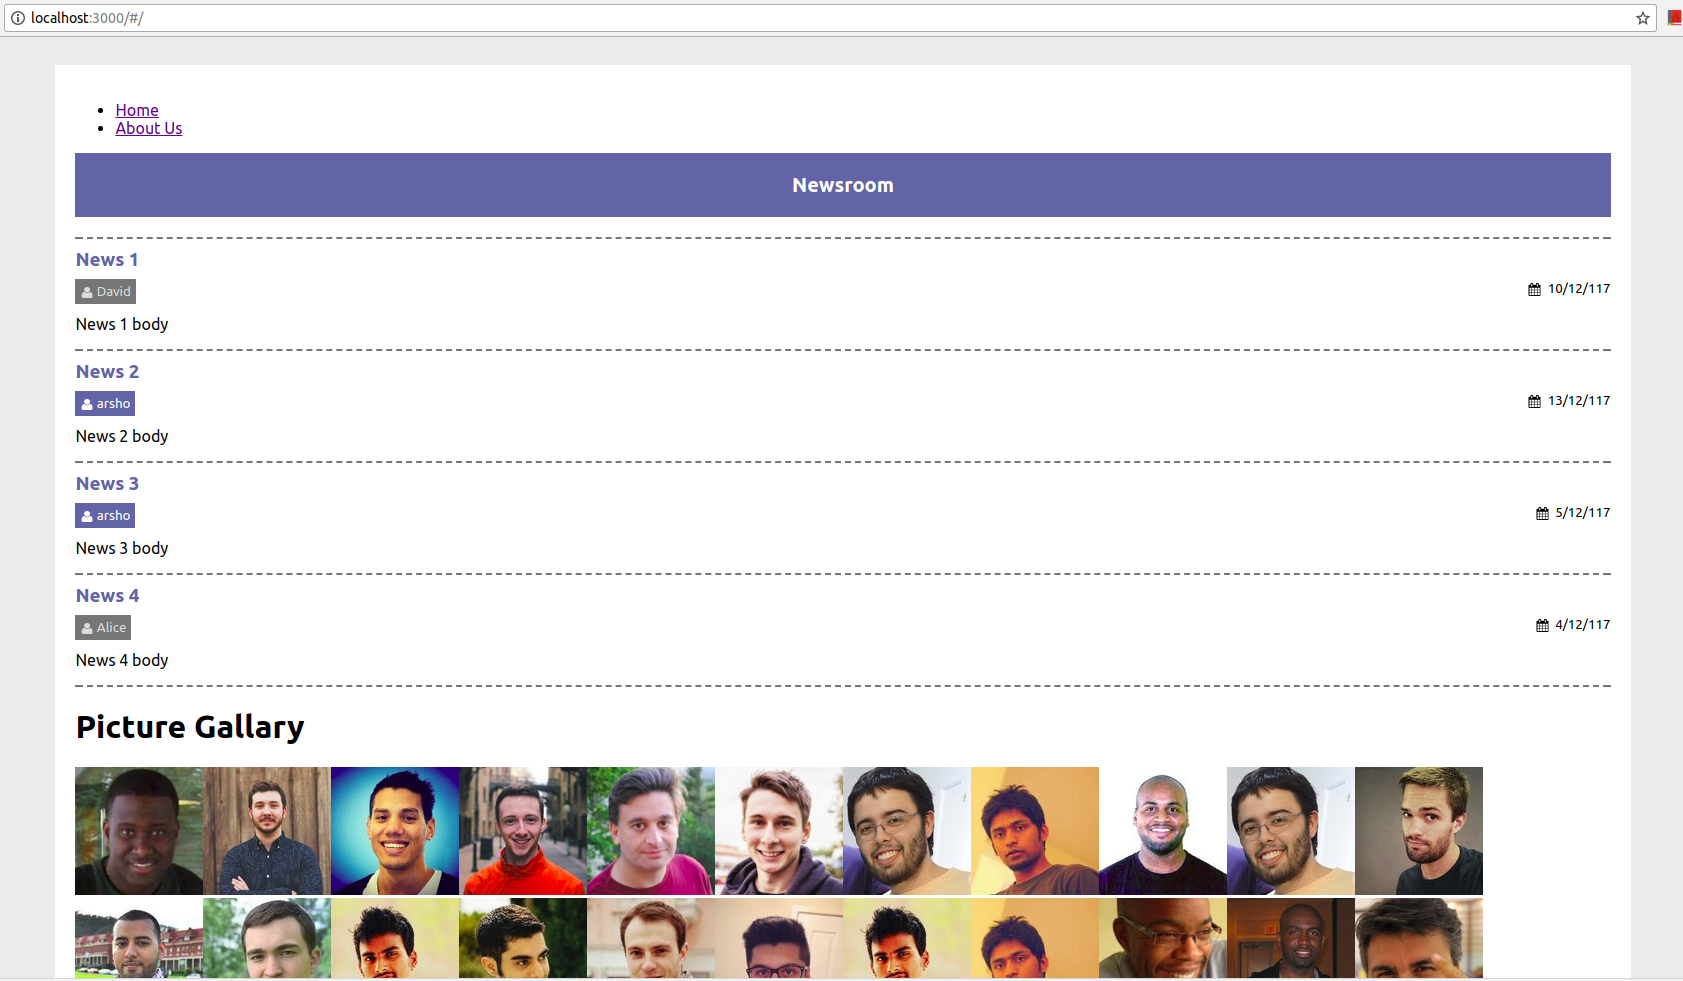 localhost:3000/#/
Home
About Us
Newsroom
News 1
David
10/12/117
News 1 body
News 2
arsho
13/12/117
News 2 body
News 3
arsho
5/12/117
News 3 body
News 4
Alice
4/12/117
News 4 body
Picture Gallary